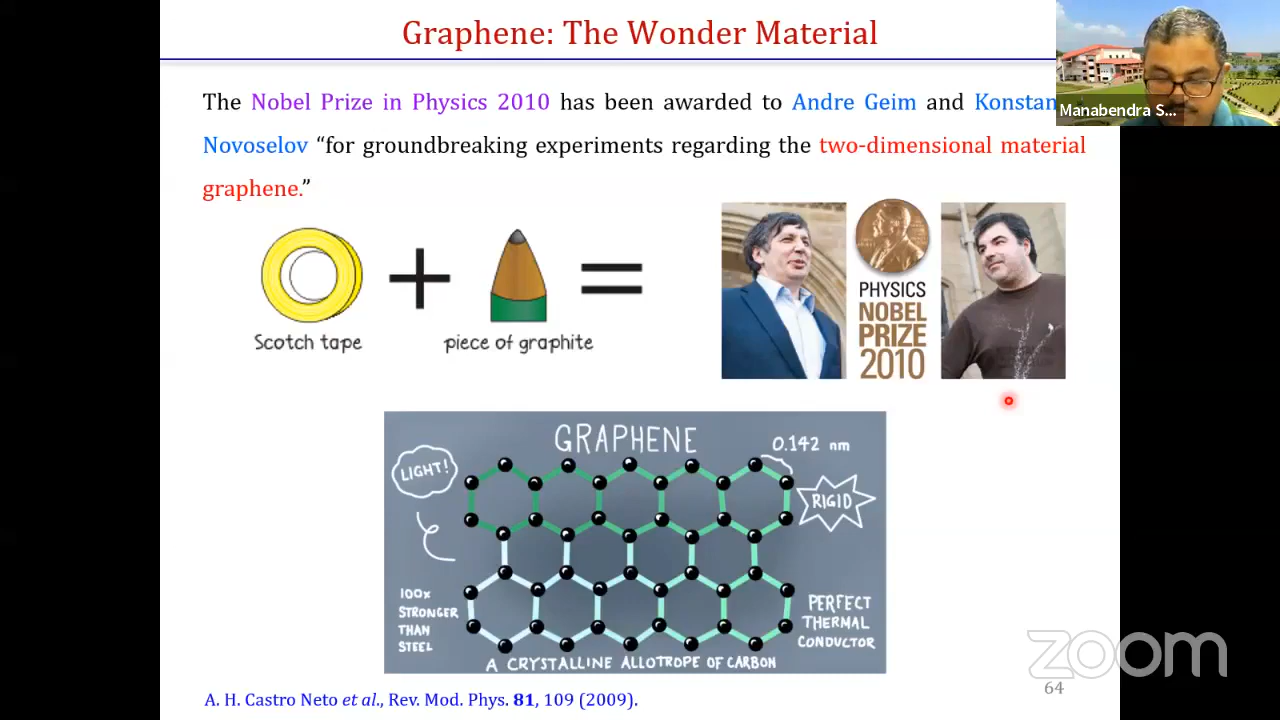 Graphene: The Wonder Material
The Nobel Prize in Physics 2010 has been awarded to Andre Geim and Konstan
Manabendra S...
Novoselov “for groundbreaking experiments regarding the two-dimensional material
graphene.”
Scotch tape
piece of graphite
PHYSICS
NOBEL
PRIZE
2010
GRAPHENE
0.142 nm
LIGHT!
RIGID
100x
STRONGER
THAN
STEEL
PERFECT
THERMAL
CONDUCTOR
A CRYSTALLINE ALLOTROPE OF CARBON
zoom
64
A. H. Castro Neto et al., Rev. Mod. Phys. 81, 109 (2009).